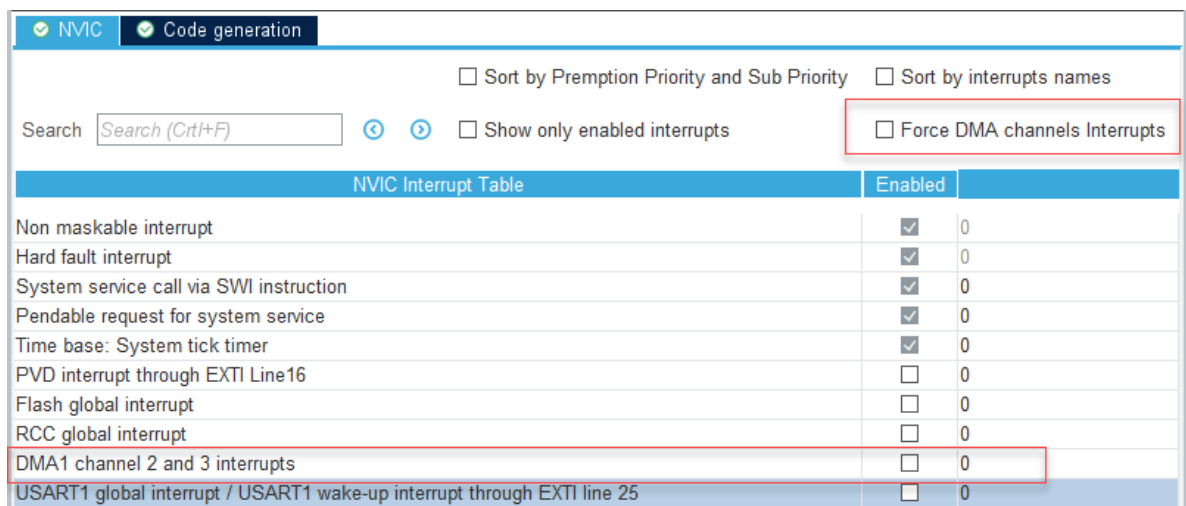 NVIC Code generation
Sort by Premption Priority and Sub Priority Sort by interrupts names
Search Search (Crtl+F) Show only enabled interrupts Force DMA channels Interrupts
NVIC Interrupt Table Enabled
Non maskable interrupt 0
Hard fault interrupt 0
System service call via SWI instruction 0
Pendable request for system service 0
Time base: System tick timer 0
PVD interrupt through EXTI Line16 0
Flash global interrupt 0
RCC global interrupt 0
DMA1 channel 2 and 3 interrupts 0
USART1 global interrupt / USART1 wake-up interrupt through EXTI line 25 0